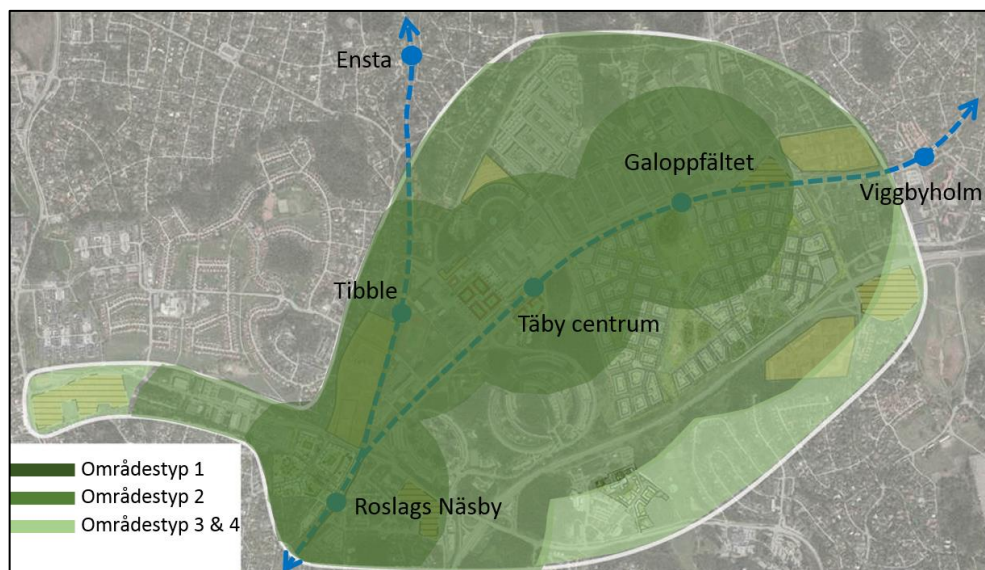 Ensta
Galoppfältet
Viggbyholm
Tibble
Täby centrum
Roslags Näsby
Områdestyp 1
Områdestyp 2
Områdestyp 3 & 4